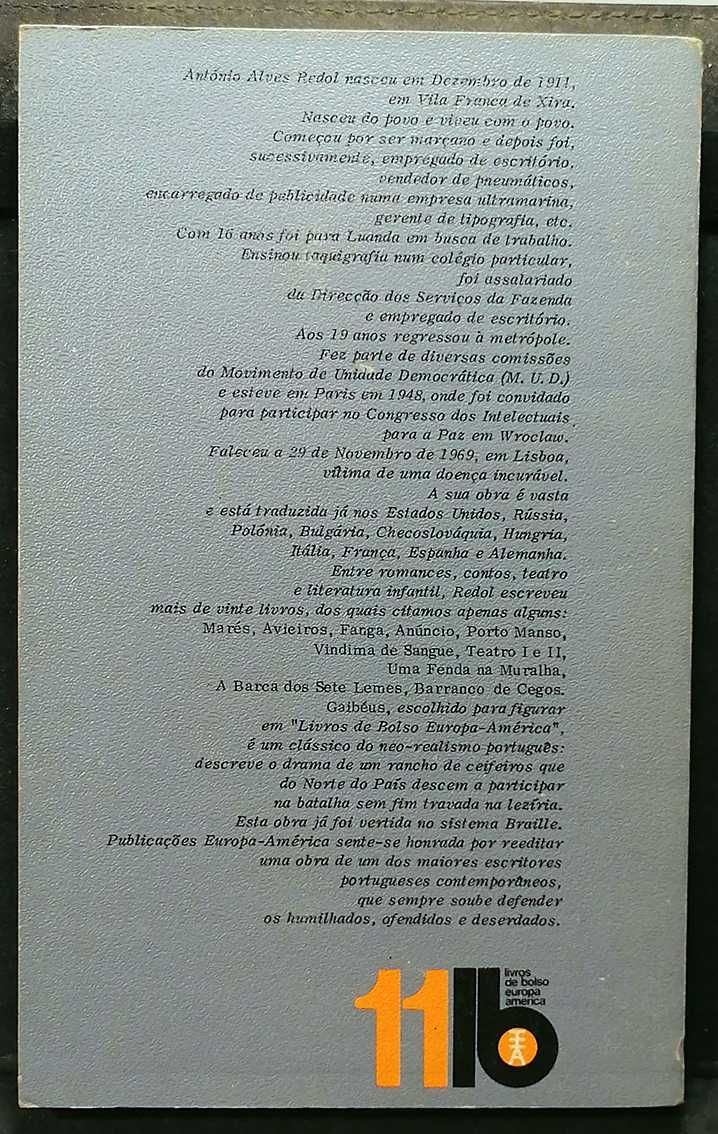 António Alves Redol nasceu em Dezembro de 1911,
em Vila Franca de Xira.
Nasceu do povo e viveu com o povo.
Começou por ser marçano e depois foi,
sucessivamente, empregado de escritório,
vendedor de pneumáticos,
encarregado de publicidade numa empresa ultramarina,
gerente de tipografia, etc.
Com 16 anos foi para Luanda em busca de trabalho.
Ensinou taquigrafia num colégio particular,
foi assalariado
da Direcção dos Serviços da Fazenda
e empregado de escritório.
Aos 19 anos regressou à metrópole.
Fez parte de diversas comissões
do Movimento de Unidade Democrática (M. U. D.)
e esteve em Paris em 1948, onde foi convidado
para participar no Congresso dos Intelectuais
para a Paz em Wroclaw.
Faleceu a 29 de Novembro de 1969, em Lisboa,
vítima de uma doença incurável.
A sua obra é vasta
e está traduzida já nos Estados Unidos, Rússia,
Polónia, Bulgária, Checoslováquia, Hungria,
Itália, França, Espanha e Alemanha.
Entre romances, contos, teatro
e literatura infantil, Redol escreveu
mais de vinte livros, dos quais citamos apenas alguns:
Marés, Avieiros, Fanga, Anúncio, Porto Manso,
Vindima de Sangue, Teatro I e II,
Uma Fenda na Muralha,
A Barca dos Sete Lemes, Barranco de Cegos.
Gaibéus, escolhido para figurar
em "Livros de Bolso Europa-América",
é um clássico do neo-realismo português:
descreve o drama de um rancho de ceifeiros que
do Norte do País descem a participar
na batalha sem fim travada na lezíria.
Esta obra já foi vertida no sistema Braille.
Publicações Europa-América sente-se honrada por reeditar
uma obra de um dos maiores escritores
portugueses contemporâneos,
que sempre soube defender
os humilhados, ofendidos e deserdados.
livros
de bolso
europa
américa
11 lb
EA